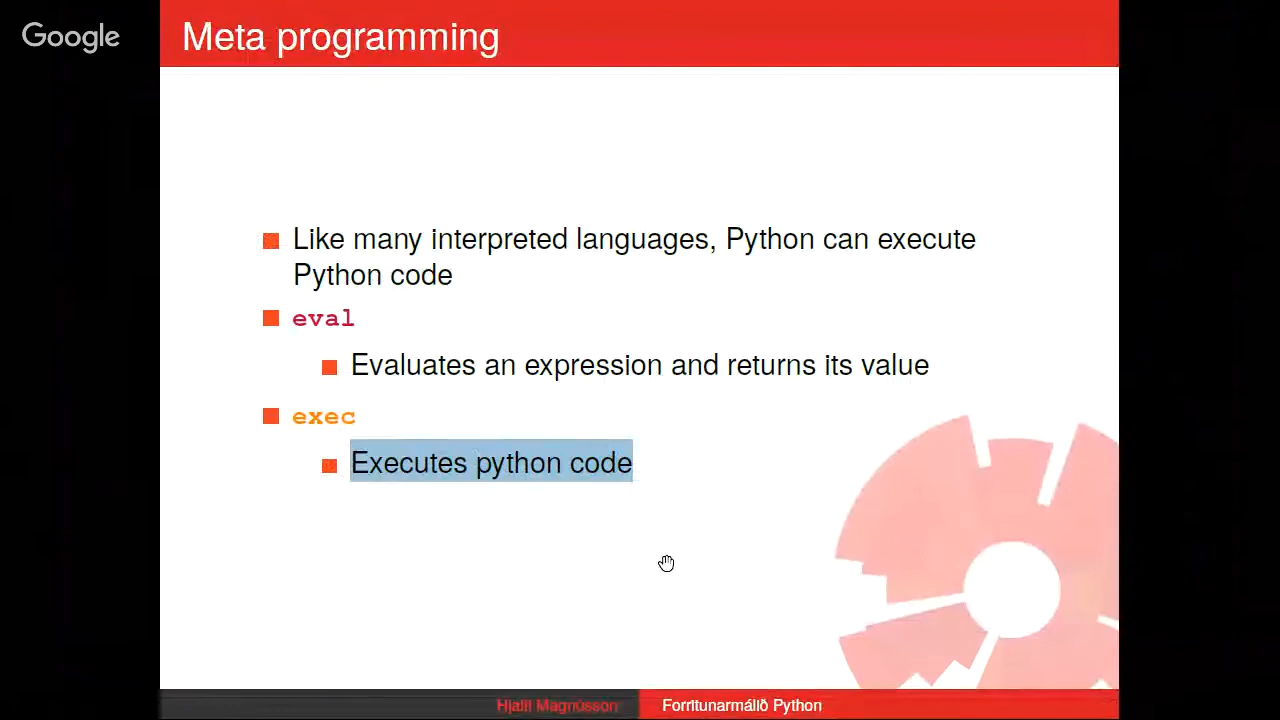 Google
Meta programming
Like many interpreted languages, Python can execute
Python code
eval
Evaluates an expression and returns its value
exec
Executes python code
Hjalti Magnússon
Forritunarmálið Python